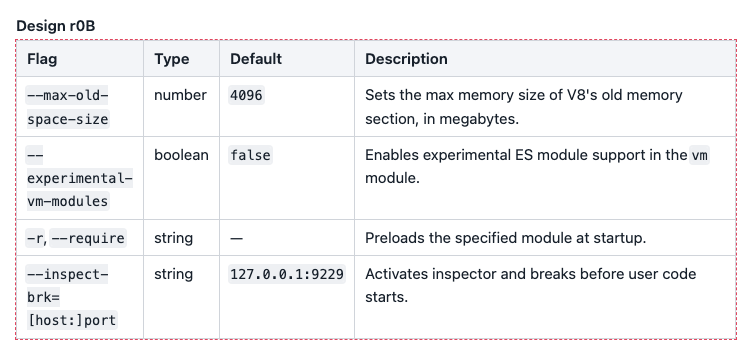 Design r0B
Flag Type Default Description
--max-old- number 4096 Sets the max memory size of V8's old memory
space-size section, in megabytes.
-- boolean false Enables experimental ES module support in the vm
experimental- module.
vm-modules
-r, --require string — Preloads the specified module at startup.
--inspect- string 127.0.0.1:9229 Activates inspector and breaks before user code
brk= starts.
[host:]port